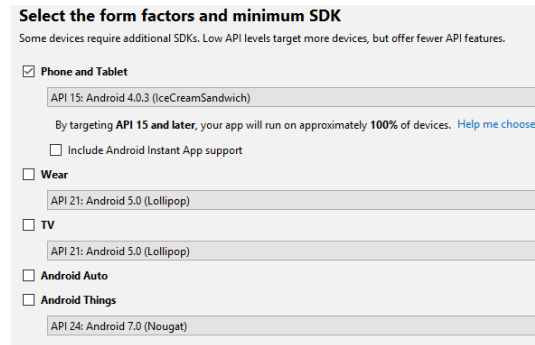 Select the form factors and minimum SDK
Some devices require additional SDKs. Low API levels target more devices, but offer fewer API features.
Phone and Tablet
API 15: Android 4.0.3 (IceCreamSandwich)
By targeting API 15 and later, your app will run on approximately 100% of devices. Help me choose
Include Android Instant App support
Wear
API 21: Android 5.0 (Lollipop)
TV
API 21: Android 5.0 (Lollipop)
Android Auto
Android Things
API 24: Android 7.0 (Nougat)